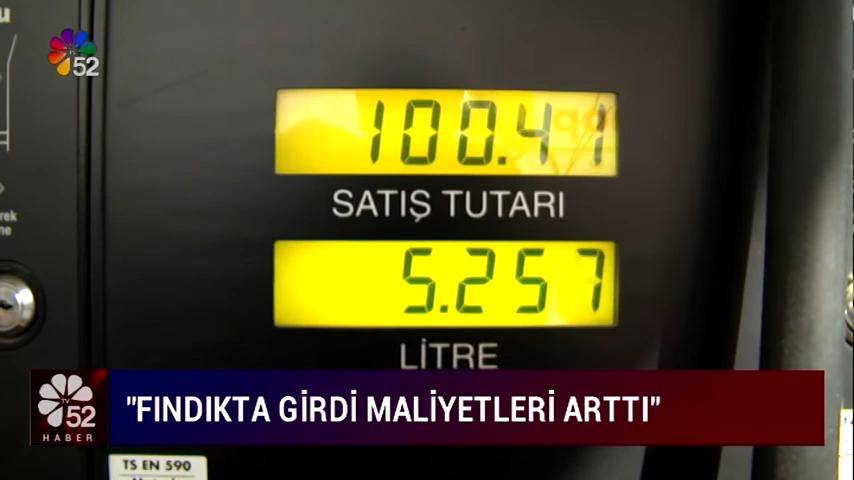 52
100.41
SATIŞ TUTARI
5.257
LİTRE
"FINDIKTA GİRDİ MALİYETLERİ ARTTI"
TV
52
HABER
TS EN 590